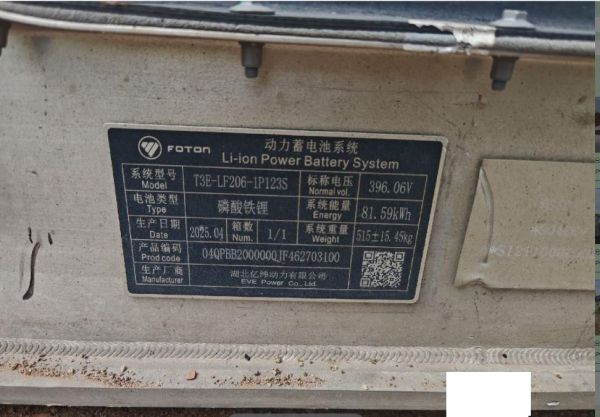 FOTON
动力蓄电池系统
Li-ion Power Battery System
系统型号 T3E-LF206-1P123S 标称电压 396.06V
Model Normal vol.
电池类型 磷酸铁锂 系统能量 81.59kWh
Type Energy
生产日期 2025.04 箱数 1/1 系统重量 515±15.45kg
Date Num. Weight
产品编码 04QPBB2000000JF462703100
Prod code
生产厂商 湖北亿纬动力有限公司
Manufacturer EVE Power Co., Ltd.